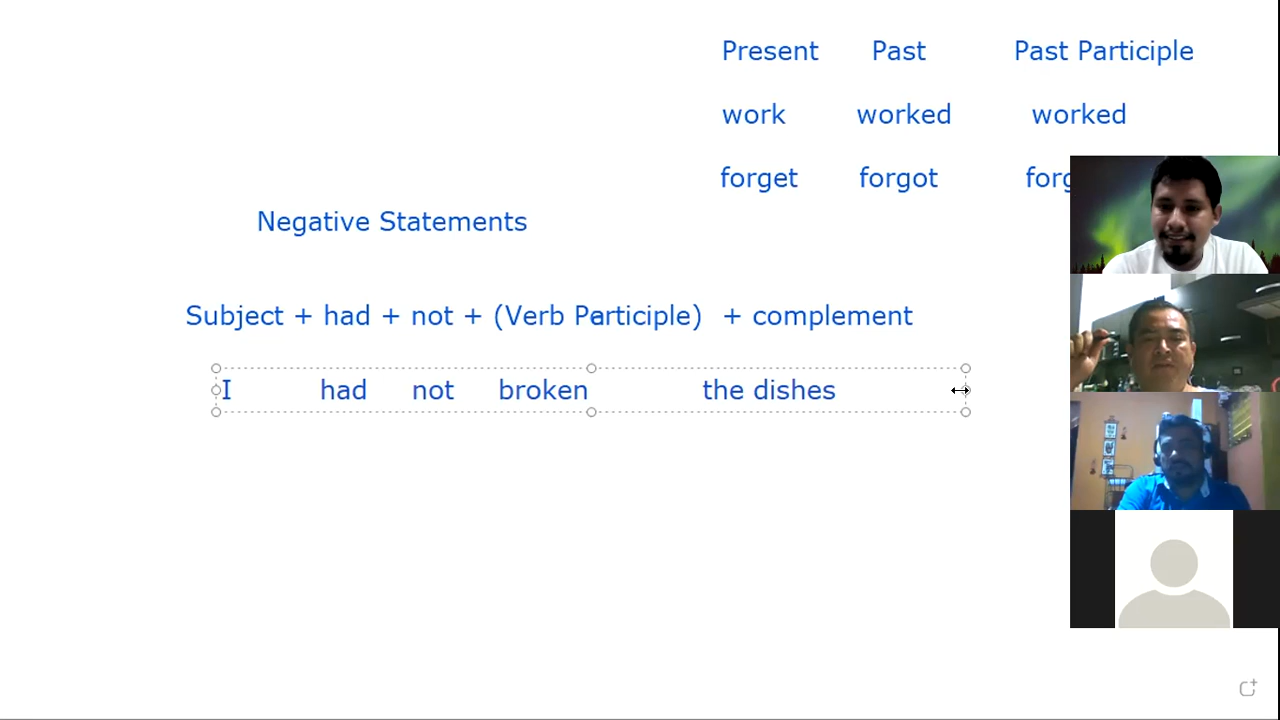 Present Past Past Participle
work worked worked
forget forgot
Negative Statements
Subject + had + not + (Verb Participle) + complement
I had not broken the dishes